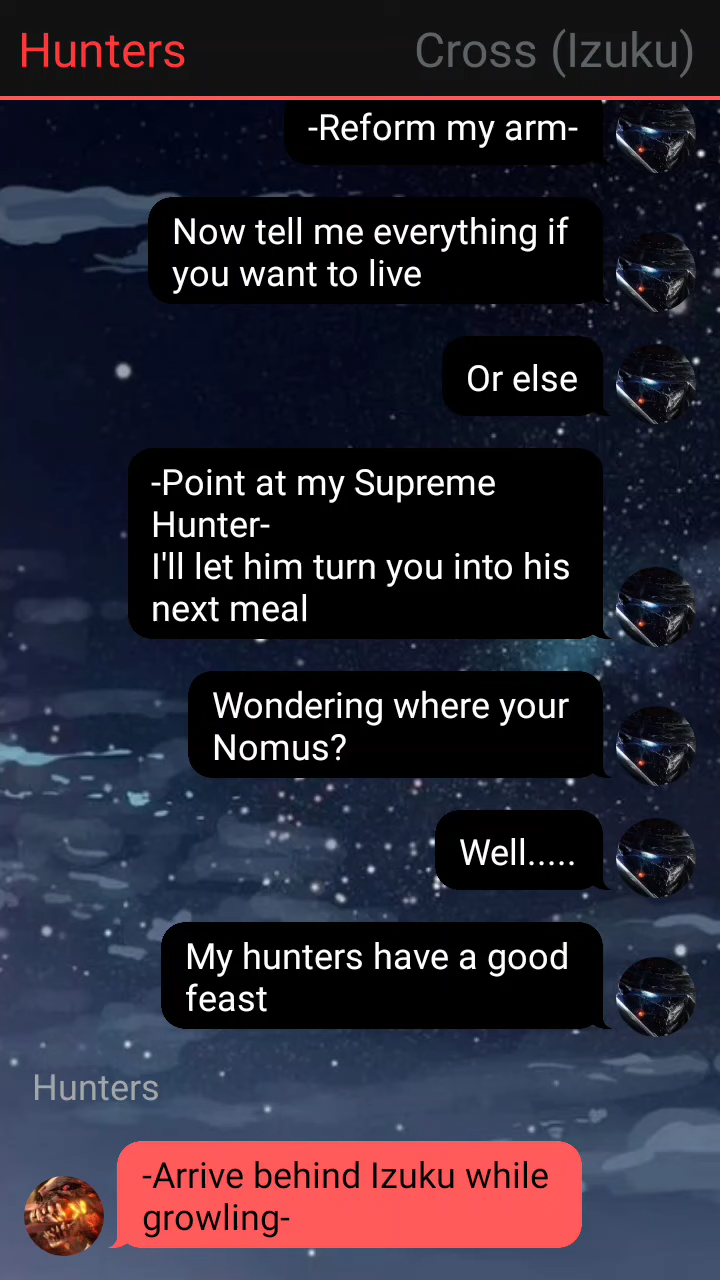 Hunters
Cross (Izuku)
-Reform my arm-
Now tell me everything if
you want to live
Or else
-Point at my Supreme
Hunter-
I'll let him turn you into his
next meal
Wondering where your
Nomus?
Well.....
My hunters have a good
feast
Hunters
-Arrive behind Izuku while
growling-